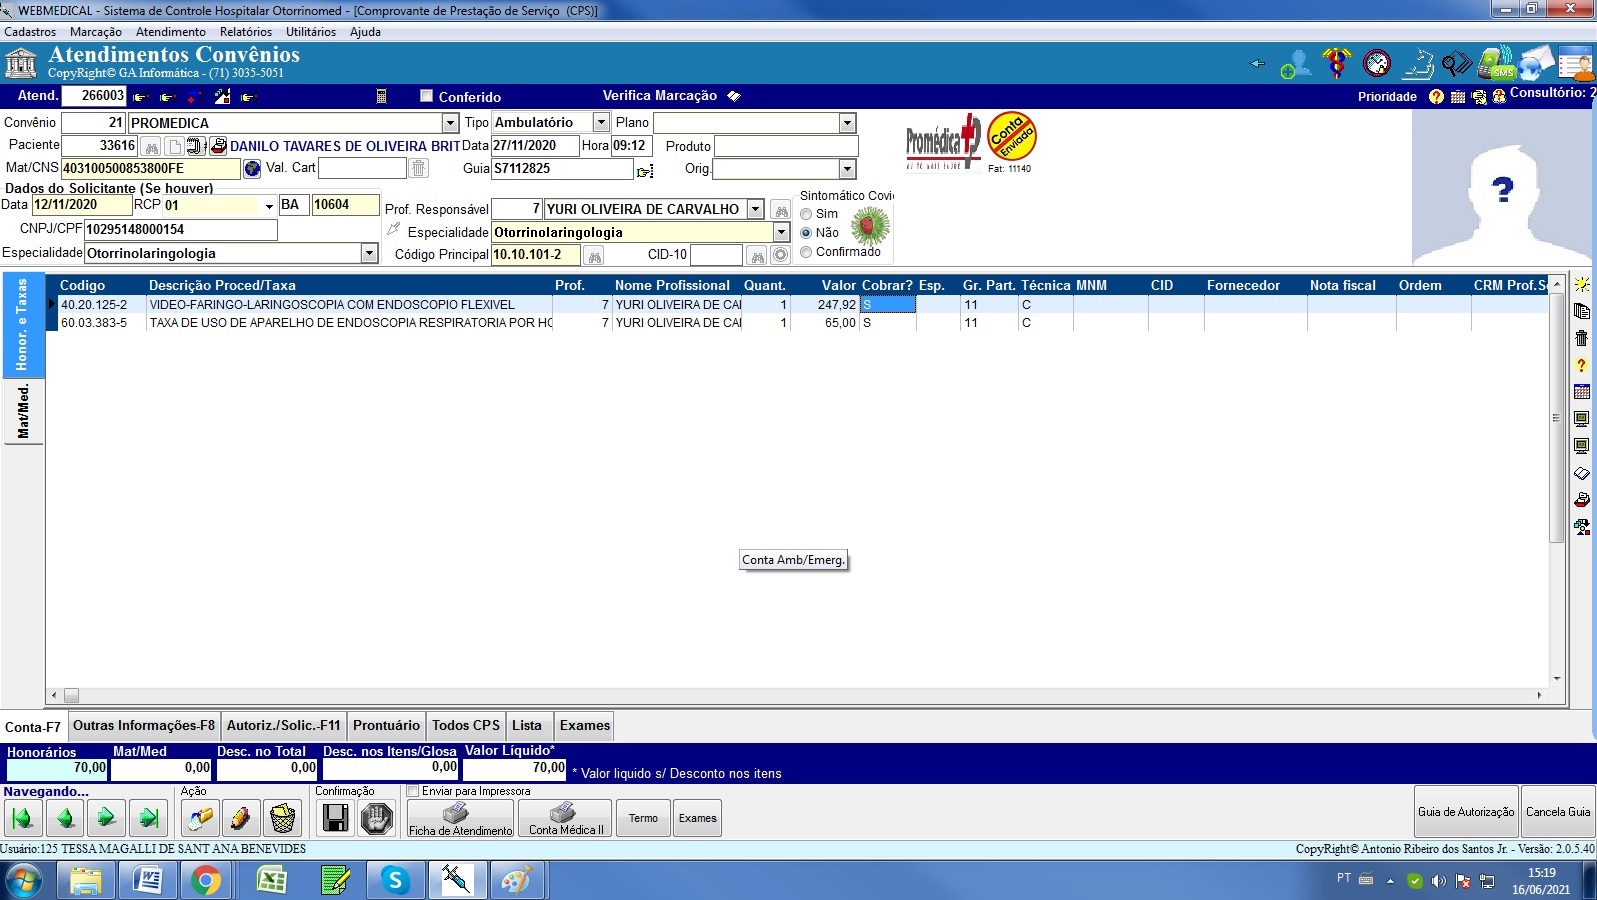 WEBMEDICAL - Sistema de Controle Hospitalar Otorrinomed - [Comprovante de Prestação de Serviço (CPS)]
Cadastros Marcação Atendimento Relatórios Utilitários Ajuda
Atendimentos Convênios
CopyRight© GA Informática - (71) 3035-5051
SMS
Atend. 266003 Conferido Verifica Marcação Prioridade Consultório: 2
Convênio 21 PROMEDICA Tipo Ambulatório Plano
Paciente 33616 DANILO TAVARES DE OLIVEIRA BRIT Data 27/11/2020 Hora 09:12 Produto
Mat/CNS 403100500853800FE Val. Cart Guia S7112825 Orig.
Promédica
Conta Enviada
Fat: 11140
Dados do Solicitante (Se houver)
Data 12/11/2020 RCP 01 BA 10604
CNPJ/CPF 10295148000154
Especialidade Otorrinolaringologia
Prof. Responsável 7 YURI OLIVEIRA DE CARVALHO
Especialidade Otorrinolaringologia
Código Principal 10.10.101-2 CID-10
Sintomático Covi
Sim
Não
Confirmado
?
Honor. e Taxas
Mat/Med.
Codigo Descrição Proced/Taxa Prof. Nome Profissional Quant. Valor Cobrar? Esp. Gr. Part. Técnica MNM CID Fornecedor Nota fiscal Ordem CRM Prof.S
40.20.125-2 VIDEO-FARINGO-LARINGOSCOPIA COM ENDOSCOPIO FLEXIVEL 7 YURI OLIVEIRA DE CAI 1 247,92 S 11 C
60.03.383-5 TAXA DE USO DE APARELHO DE ENDOSCOPIA RESPIRATORIA POR HO 7 YURI OLIVEIRA DE CAI 1 65,00 S 11 C
Conta Amb/Emerg.
Conta-F7 Outras Informações-F8 Autoriz./Solic.-F11 Prontuário Todos CPS Lista Exames
Honorários Mat/Med Desc. no Total Desc. nos Itens/Glosa Valor Líquido*
70,00 0,00 0,00 0,00 70,00 * Valor liquido s/ Desconto nos itens
Navegando... Ação Confirmação Enviar para Impressora
Ficha de Atendimento Conta Médica II Termo Exames Guia de Autorização Cancela Guia
Usuário:125 TESSA MAGALLI DE SANT ANA BENEVIDES CopyRight© Antonio Ribeiro dos Santos Jr. - Versão: 2.0.5.40
PT 15:19
16/06/2021